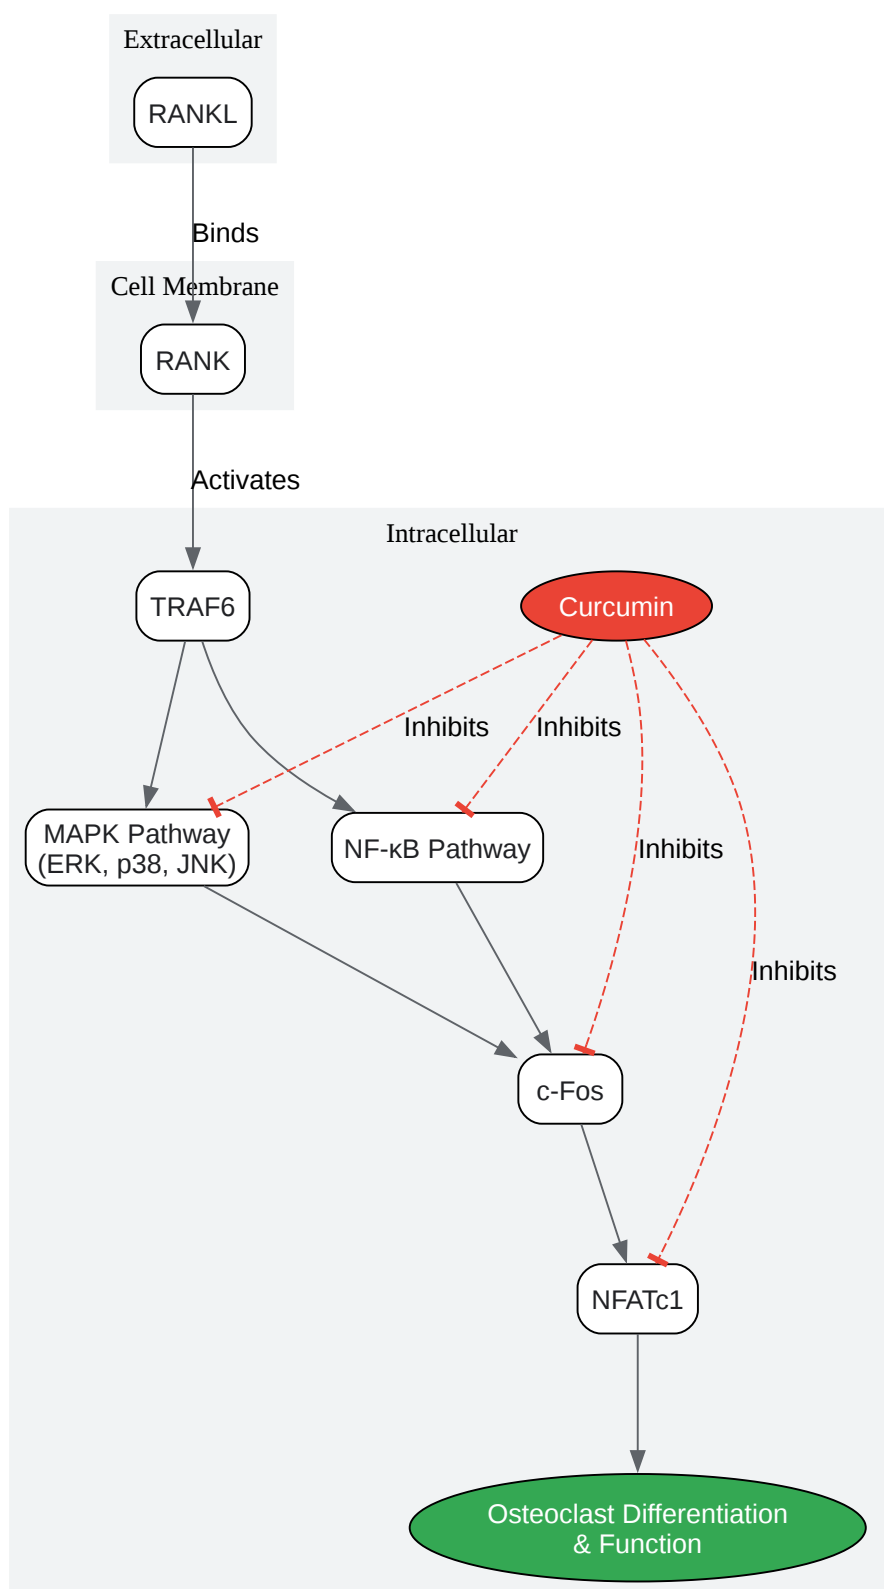 Extracellular
RANKL
Binds
Cell Membrane
RANK
Activates
Intracellular
TRAF6
Curcumin
Inhibits
Inhibits
MAPK Pathway
(ERK, p38, JNK)
NF-κB Pathway
Inhibits
Inhibits
c-Fos
NFATc1
Osteoclast Differentiation
& Function